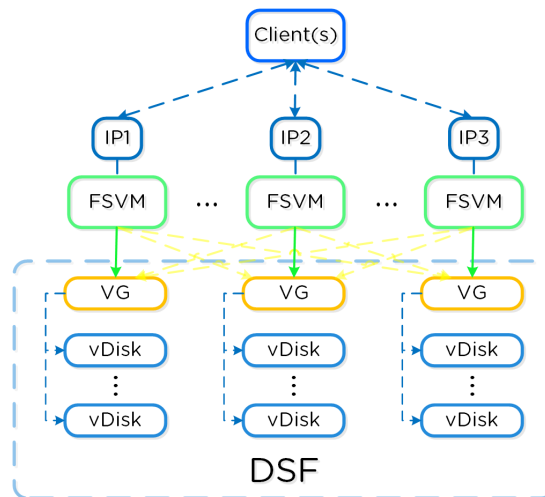 Client(s)
IP1 IP2 IP3
FSVM ... FSVM ... FSVM
VG VG VG
vDisk vDisk vDisk
vDisk vDisk vDisk
DSF